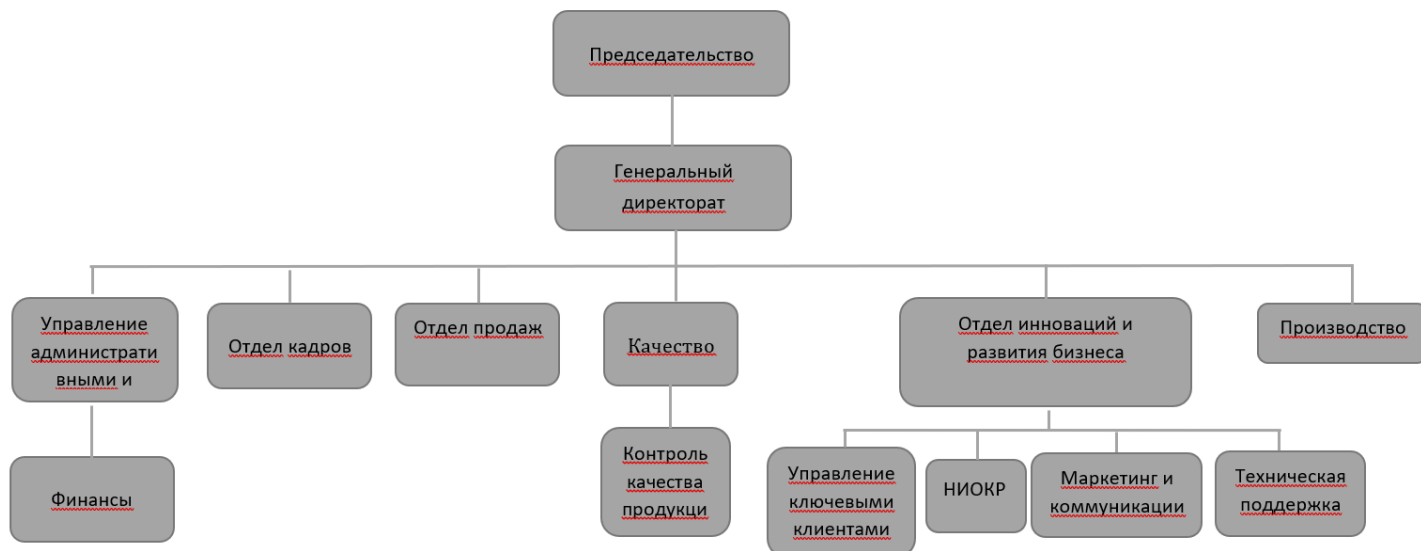 Председательство
Генеральный
директорат
Управление
административ
вными и
Отдел кадров
Отдел продаж
Качество
Отдел инноваций и
развития бизнеса
Производство
Финансы
Контроль
качества
продукци
Управление
ключевыми
клиентами
НИОКР
Маркетинг и
коммуникации
Техническая
поддержка